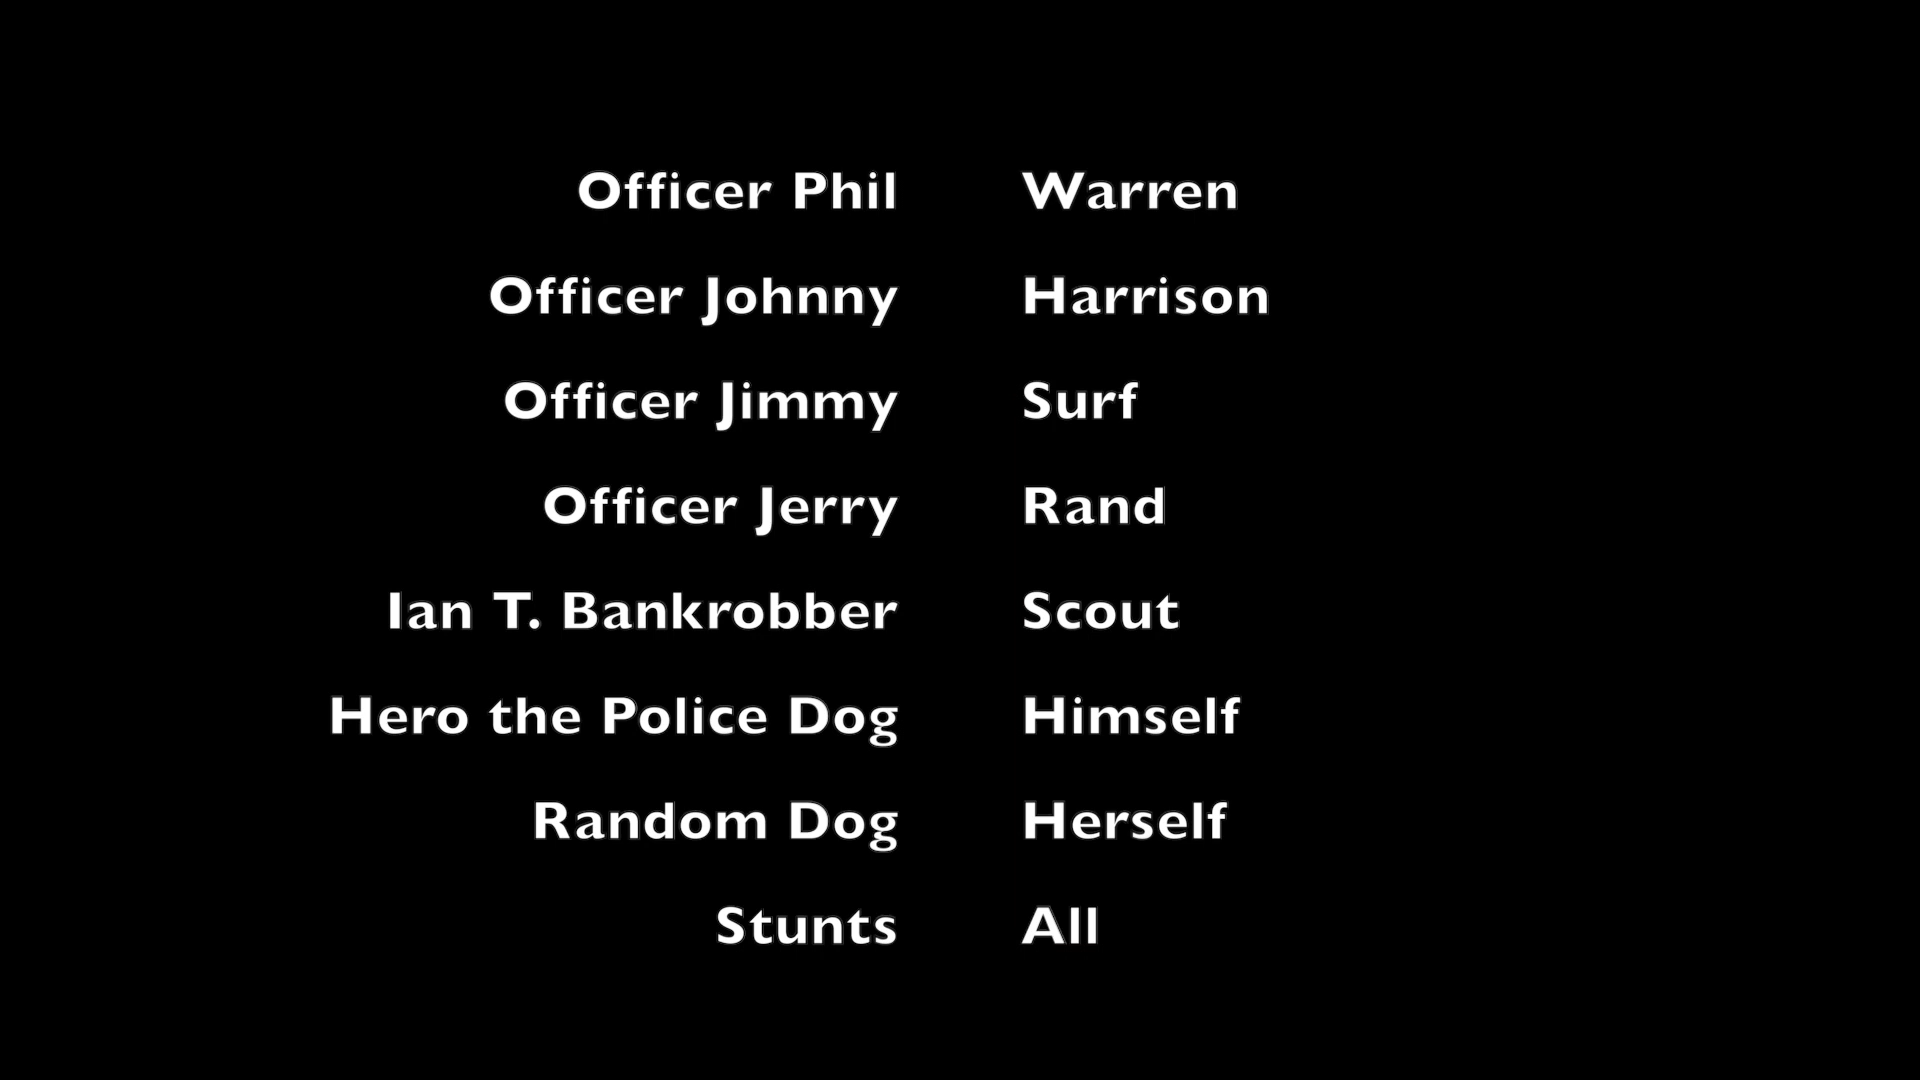 Officer Phil Warren
Officer Johnny Harrison
Officer Jimmy Surf
Officer Jerry Rand
Ian T. Bankrobber Scout
Hero the Police Dog Himself
Random Dog Herself
Stunts All